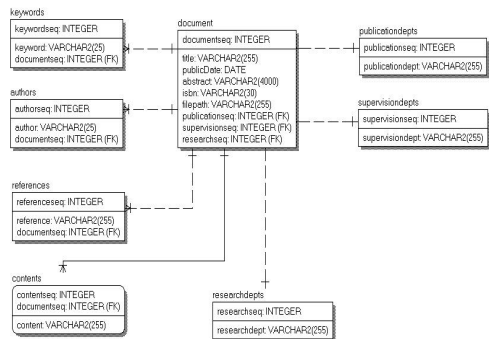 keywords
keywordseq: INTEGER
keyword: VARCHAR2(25)
documentseq: INTEGER (FK)
authors
authorseq: INTEGER
author: VARCHAR2(25)
documentseq: INTEGER (FK)
references
referenceseq: INTEGER
reference: VARCHAR2(255)
documentseq: INTEGER (FK)
contents
contentseq: INTEGER
documentseq: INTEGER (FK)
content: VARCHAR2(255)
document
documentseq: INTEGER
title: VARCHAR2(255)
publicDate: DATE
abstract: VARCHAR2(4000)
isbn: VARCHAR2(30)
filepath: VARCHAR2(255)
publicationseq: INTEGER (FK)
supervisionseq: INTEGER (FK)
researchseq: INTEGER (FK)
researchdepts
researchseq: INTEGER
researchdept: VARCHAR2(255)
publicationdepts
publicationseq: INTEGER
publicationdept: VARCHAR2(255)
supervisiondepts
supervisionseq: INTEGER
supervisiondept: VARCHAR2(255)